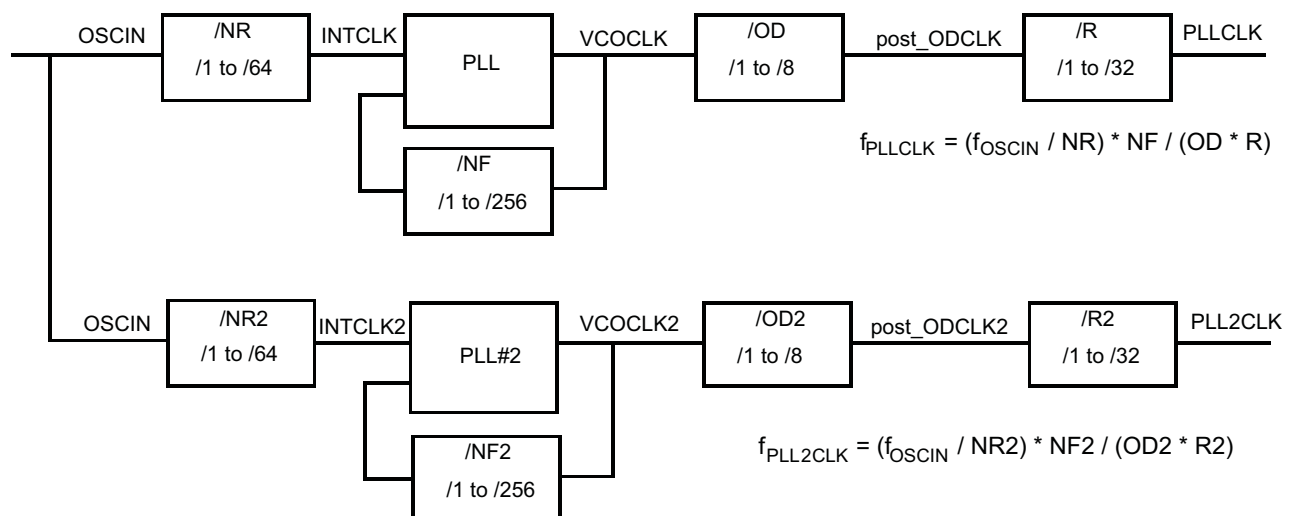 OSCIN
/NR
/1 to /64
INTCLK
PLL
VCOCLK
/OD
/1 to /8
post_ODCLK
/R
/1 to /32
PLLCLK
/NF
/1 to /256
fPLLCLK = (fOSCIN / NR) * NF / (OD * R)
OSCIN
/NR2
/1 to /64
INTCLK2
PLL#2
VCOCLK2
/OD2
/1 to /8
post_ODCLK2
/R2
/1 to /32
PLL2CLK
/NF2
/1 to /256
fPLL2CLK = (fOSCIN / NR2) * NF2 / (OD2 * R2)